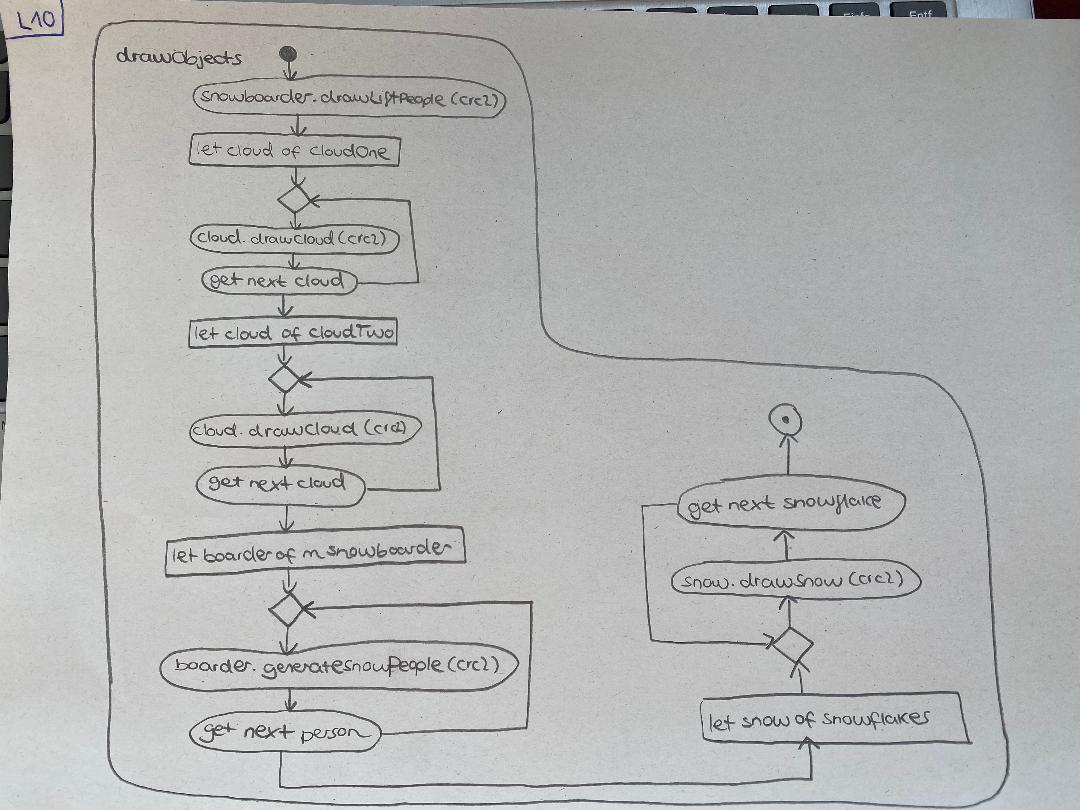 L10
drawObjects
snowboarder.drawLiftPeople(crc2)
let cloud of cloudOne
cloud.drawCloud(crc2)
get next cloud
let cloud of cloudTwo
cloud.drawCloud(crc2)
get next cloud
let boarder of m snowboarder
boarder.generatesnowPeople(crc2)
get next person
let snow of snowflakes
snow.drawsnow(crc2)
get next snowflake